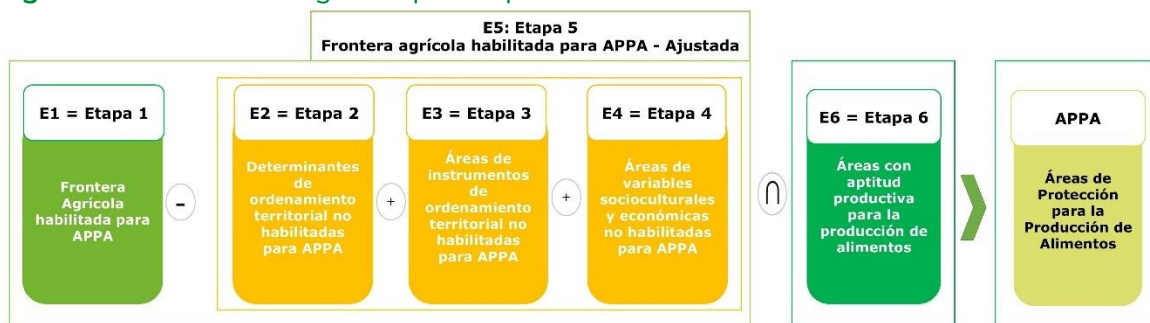 E5: Etapa 5
Frontera agrícola habilitada para APPA - Ajustada
E1 = Etapa 1
Frontera
Agrícola
habilitada para
APPA
-
E2 = Etapa 2
Determinantes
de
ordenamiento
territorial no
habilitadas
para APPA
+
E3 = Etapa 3
Áreas de
instrumentos
de
ordenamiento
territorial no
habilitadas
para APPA
+
E4 = Etapa 4
Áreas de
variables
socioculturales
y económicas
no habilitadas
para APPA
∩
E6 = Etapa 6
Áreas con
aptitud
productiva
para la
producción de
alimentos
APPA
Áreas de
Protección
para la
Producción de
Alimentos